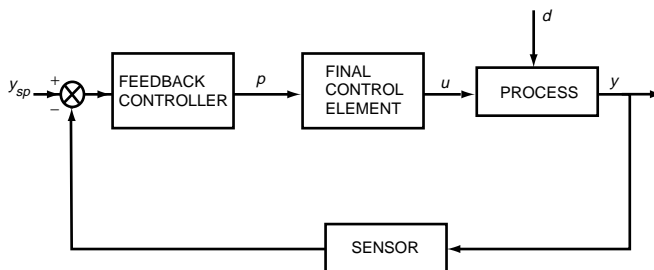 d
y_sp
+
−
FEEDBACK
CONTROLLER
p
FINAL
CONTROL
ELEMENT
u
PROCESS
y
SENSOR